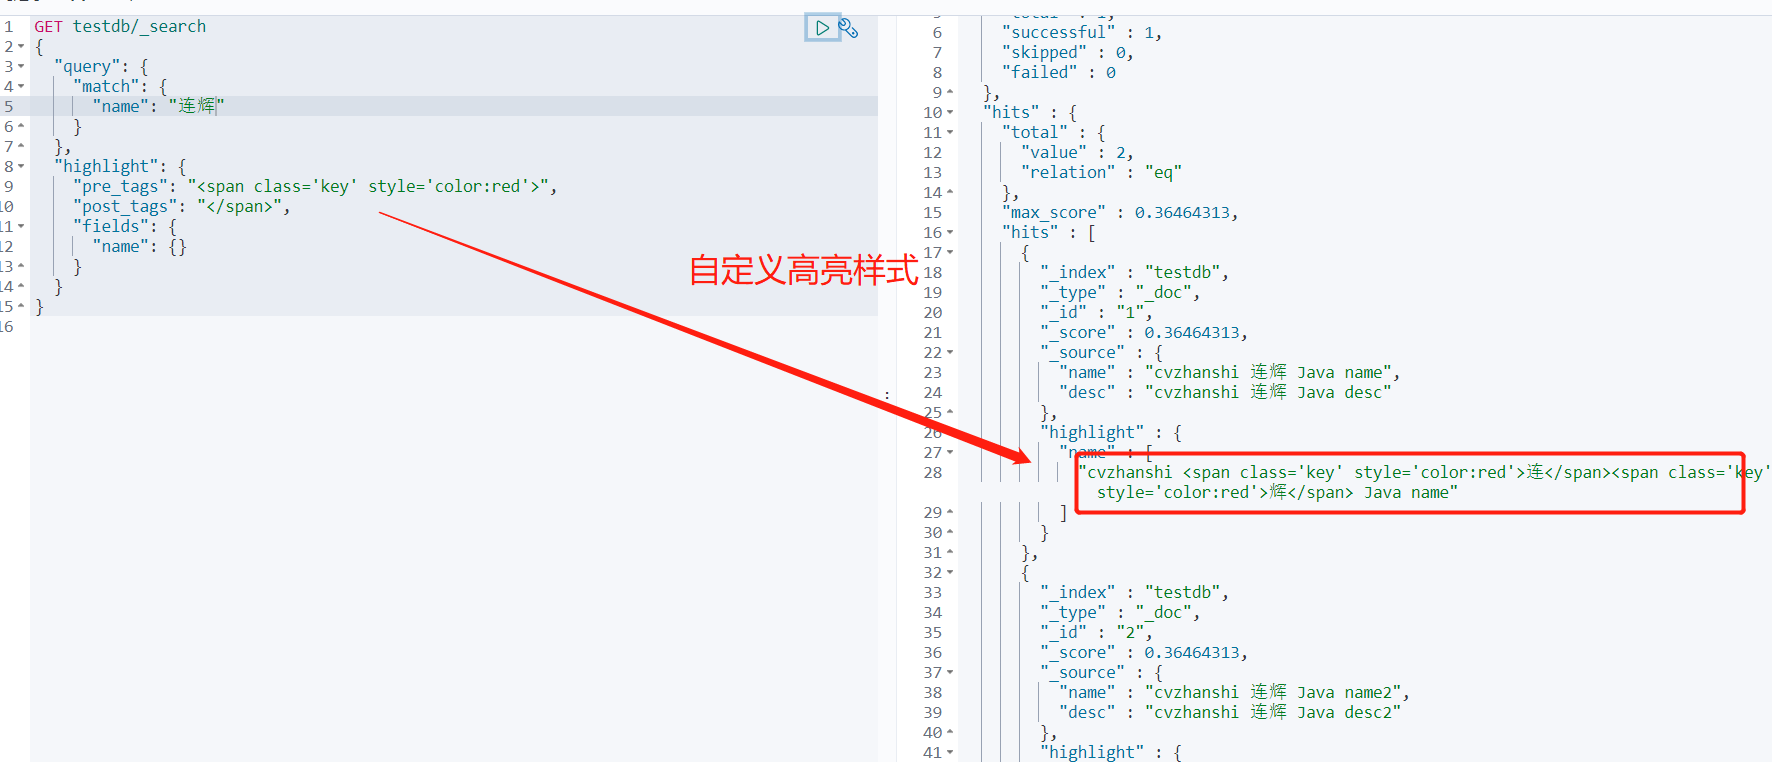 1 GET testdb/_search
2 {
3 "query": {
4 "match": {
5 "name": "连辉"
6 }
7 },
8 "highlight": {
9 "pre_tags": "<span class='key' style='color:red'>",
10 "post_tags": "</span>",
11 "fields": {
12 "name": {}
13 }
14 }
15 }
16
自定义高亮样式
6 "successful" : 1,
7 "skipped" : 0,
8 "failed" : 0
9 },
10 "hits" : {
11 "total" : {
12 "value" : 2,
13 "relation" : "eq"
14 },
15 "max_score" : 0.36464313,
16 "hits" : [
17 {
18 "_index" : "testdb",
19 "_type" : "_doc",
20 "_id" : "1",
21 "_score" : 0.36464313,
22 "_source" : {
23 "name" : "cvzhanshi 连辉 Java name",
24 "desc" : "cvzhanshi 连辉 Java desc"
25 },
26 "highlight" : {
27 "name" : [
28 "cvzhanshi <span class='key' style='color:red'>连</span><span class='key'
style='color:red'>辉</span> Java name"
29 ]
30 }
31 },
32 {
33 "_index" : "testdb",
34 "_type" : "_doc",
35 "_id" : "2",
36 "_score" : 0.36464313,
37 "_source" : {
38 "name" : "cvzhanshi 连辉 Java name2",
39 "desc" : "cvzhanshi 连辉 Java desc2"
40 },
41 "highlight" : {